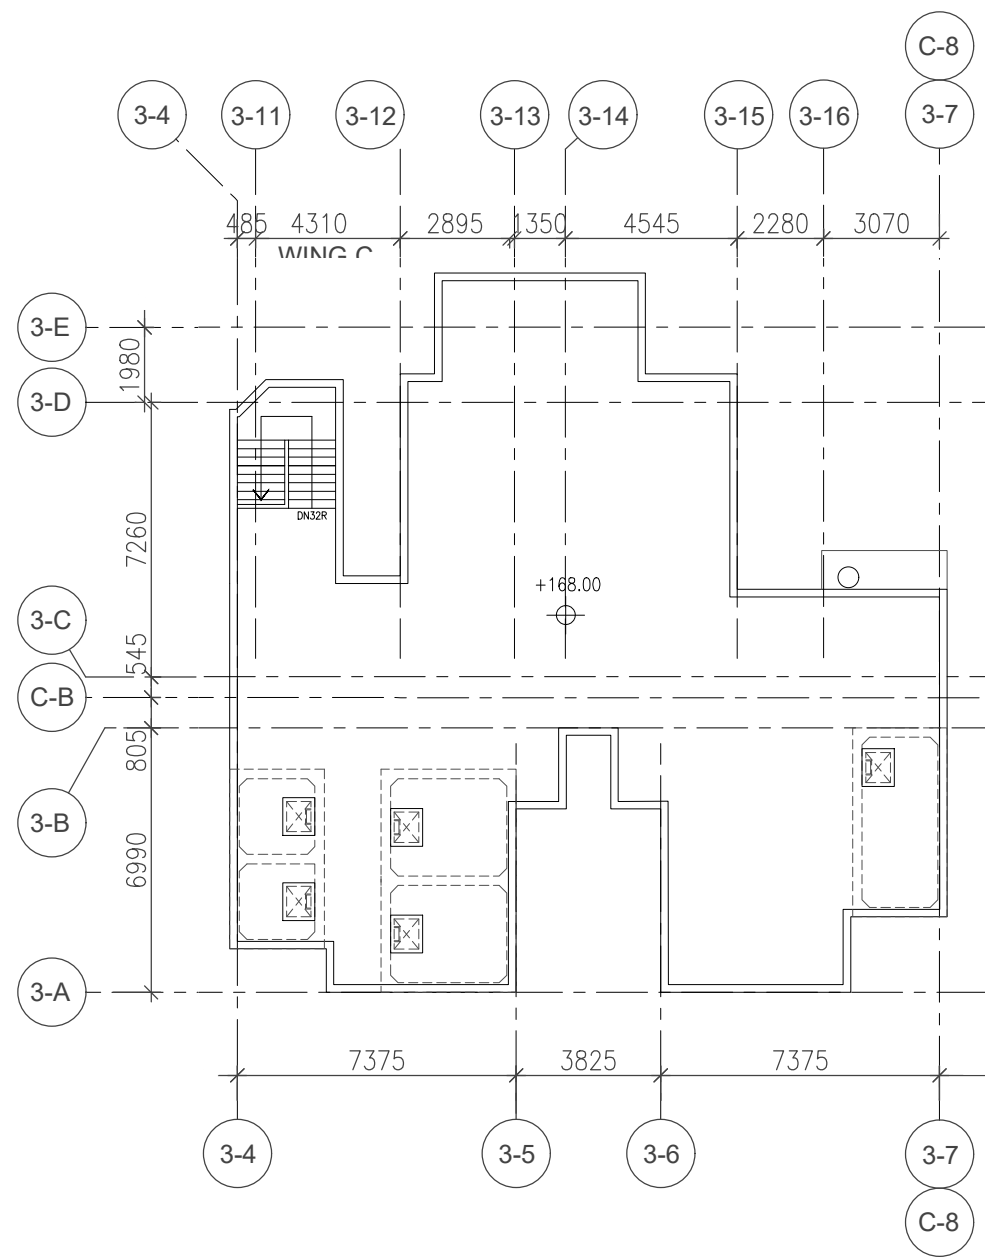 C-8
3-4 3-11 3-12 3-13 3-14 3-15 3-16 3-7
485 4310 2895 1350 4545 2280 3070
WING C
3-E
1980
3-D
DN32R
7260
+168.00
3-C
545
C-B
805
3-B
6990
3-A
7375 3825 7375
3-4 3-5 3-6 3-7
C-8